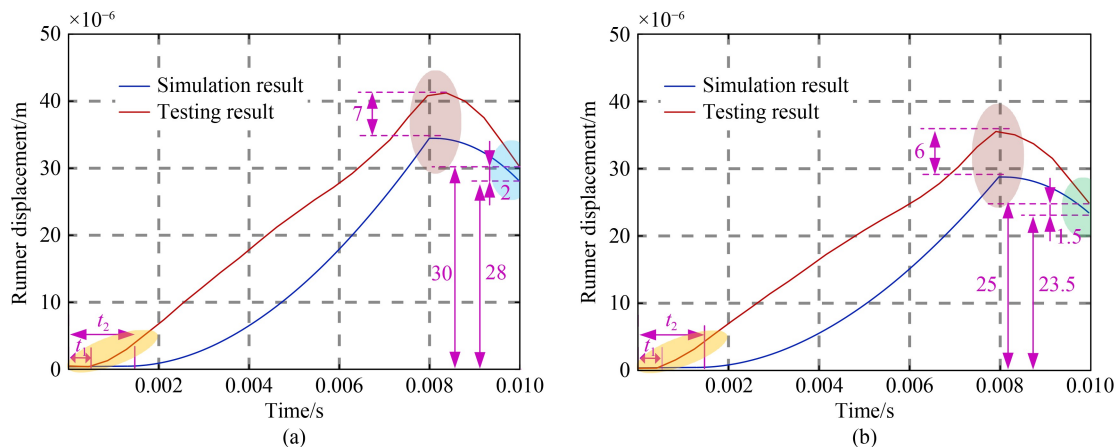 ×10⁻⁶
50
40
30
20
10
0
Runner displacement/m
Simulation result
Testing result
7
2
30
28
t₂
t₁
0.002
0.004
0.006
0.008
0.010
Time/s
(a)
×10⁻⁶
50
40
30
20
10
0
Runner displacement/m
Simulation result
Testing result
6
1.5
25
23.5
t₂
t₁
0.002
0.004
0.006
0.008
0.010
Time/s
(b)